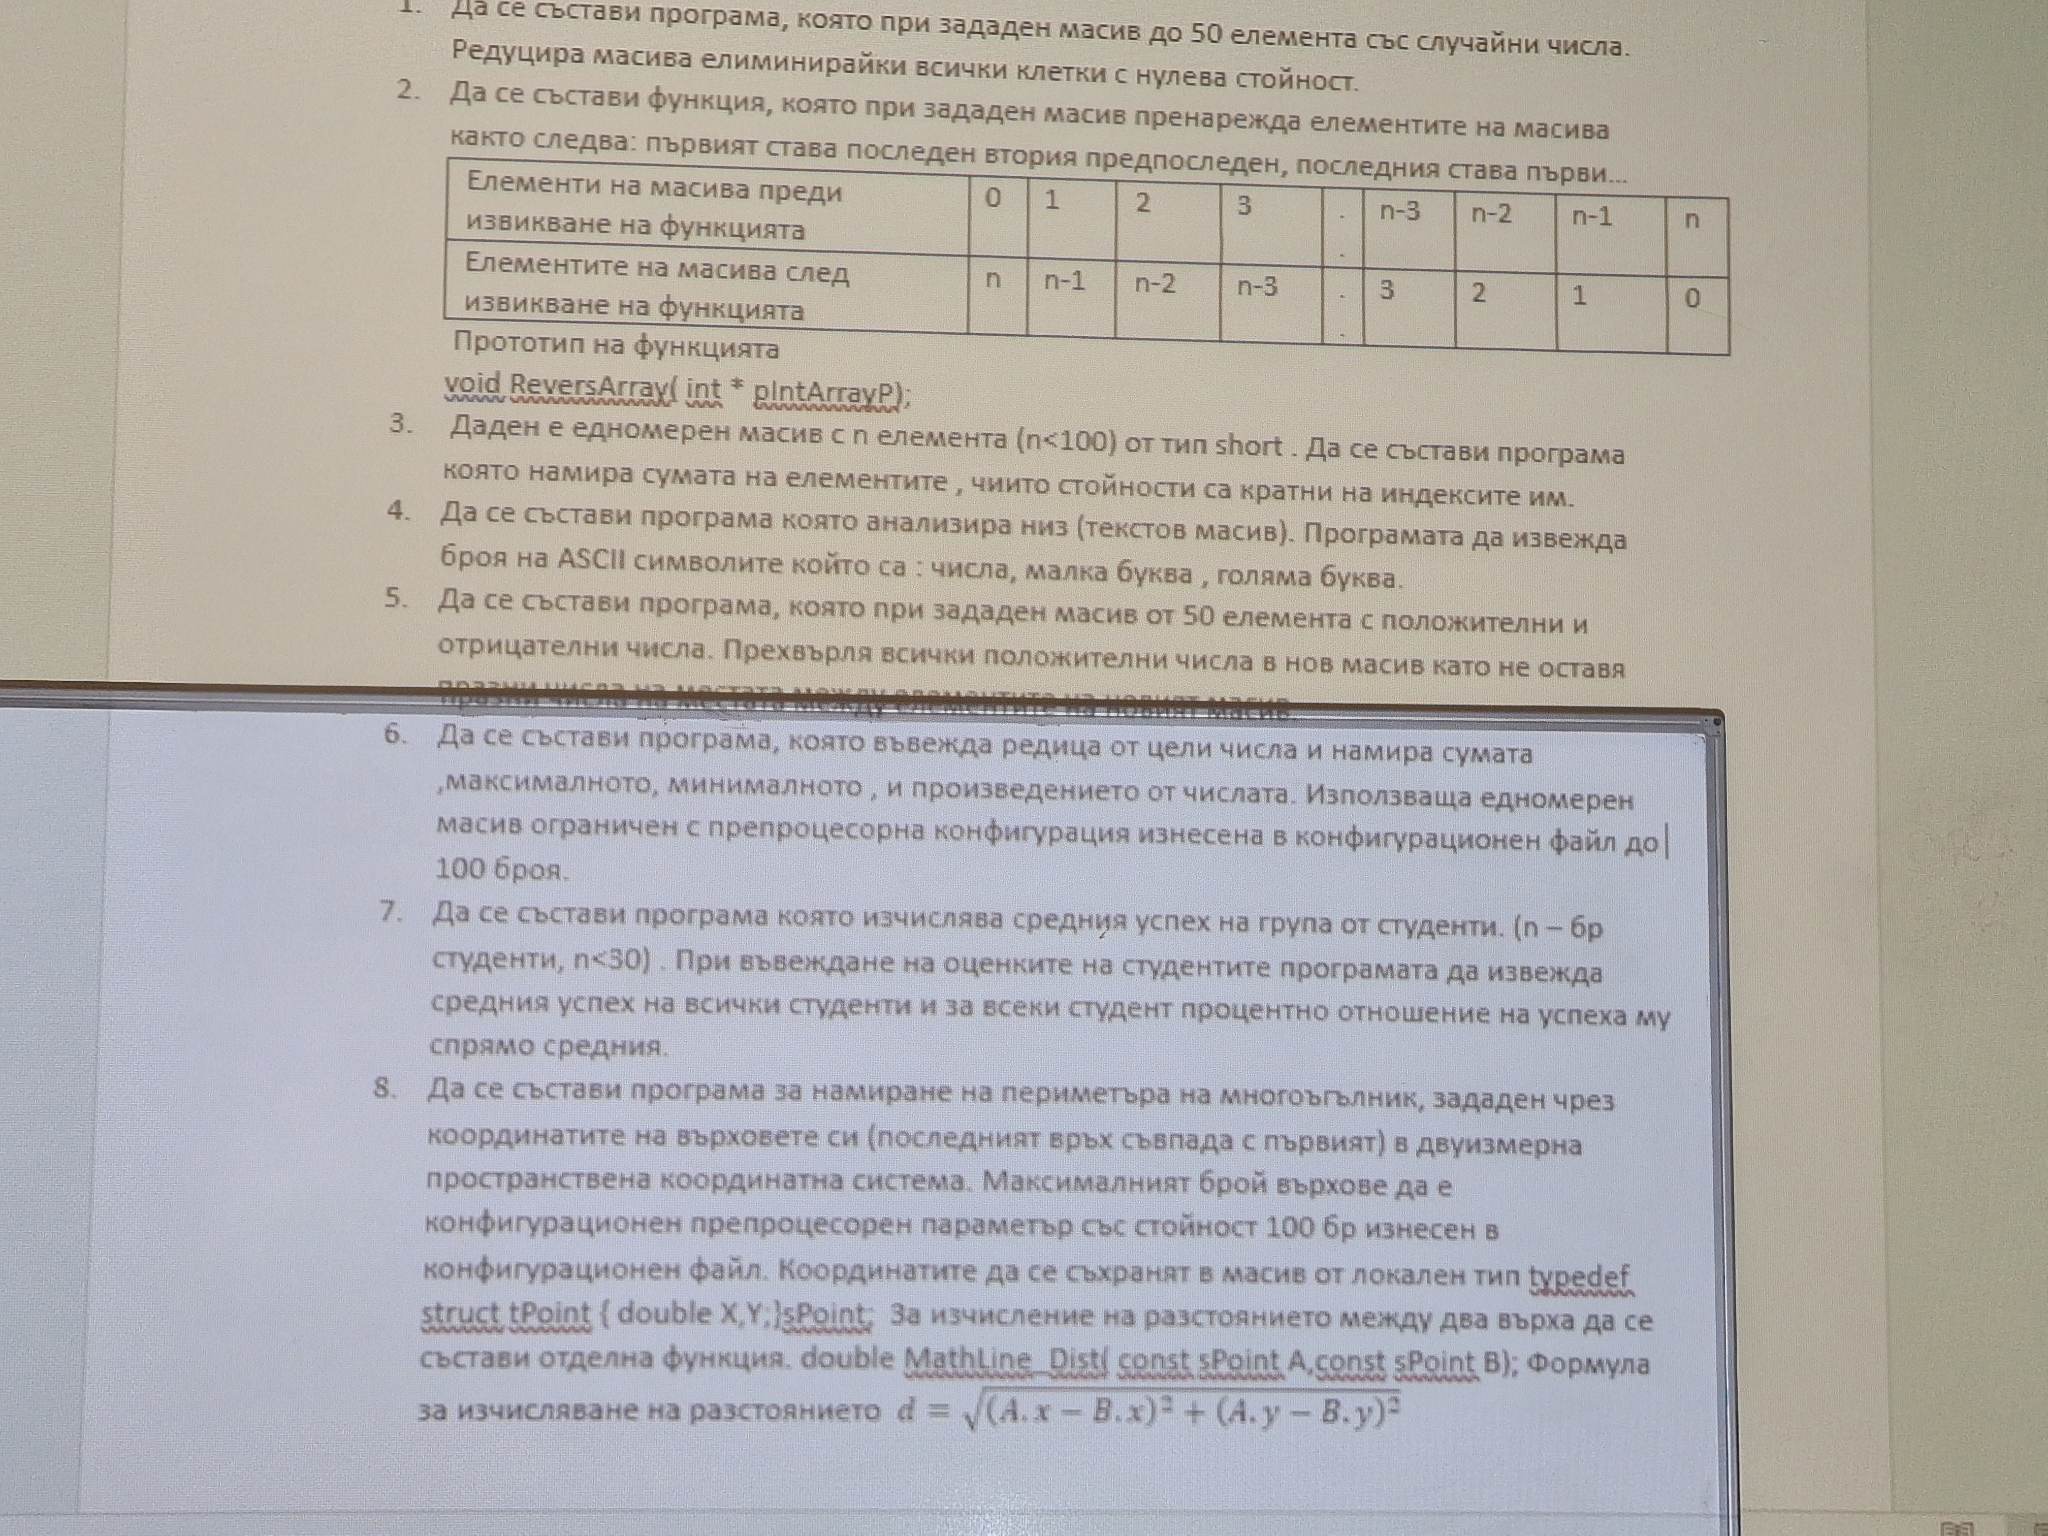 1. Да се състави програма, която при зададен масив до 50 елемента със случайни числа.
Редуцира масива елиминирайки всички клетки с нулева стойност.
2. Да се състави функция, която при зададен масив пренарежда елементите на масива
както следва: първият става последен втория предпоследен, последния става първи...
Елементи на масива преди
извикване на функцията
0 1 2 3 . . n-3 n-2 n-1 n
Елементите на масива след
извикване на функцията
n n-1 n-2 n-3 . . 3 2 1 0
Прототип на функцията
void ReversArray( int * pIntArrayP);
3. Даден е едномерен масив с n елемента (n<100) от тип short . Да се състави програма
която намира сумата на елементите , чиито стойности са кратни на индексите им.
4. Да се състави програма която анализира низ (текстов масив). Програмата да извежда
броя на ASCII символите който са : числа, малка буква , голяма буква.
5. Да се състави програма, която при зададен масив от 50 елемента с положителни и
отрицателни числа. Прехвърля всички положителни числа в нов масив като не оставя
празни числа на местата между елементите на новият масив.
6. Да се състави програма, която въвежда редица от цели числа и намира сумата
,максималното, минималното , и произведението от числата. Използваща едномерен
масив ограничен с препроцесорна конфигурация изнесена в конфигурационен файл до
100 броя.
7. Да се състави програма която изчислява средния успех на група от студенти. (n – бр
студенти, n<30) . При въвеждане на оценките на студентите програмата да извежда
средния успех на всички студенти и за всеки студент процентно отношение на успеха му
спрямо средния.
8. Да се състави програма за намиране на периметъра на многоъгълник, зададен чрез
координатите на върховете си (последният връх съвпада с първият) в двуизмерна
пространствена координатна система. Максималният брой върхове да е
конфигурационен препроцесорен параметър със стойност 100 бр изнесен в
конфигурационен файл. Координатите да се съхранят в масив от локален тип typedef
struct tPoint { double X,Y;}sPoint; За изчисление на разстоянието между два върха да се
състави отделна функция. double MathLine_Dist( const sPoint A,const sPoint B); Формула
за изчисляване на разстоянието d = √(A.x − B.x)² + (A.y − B.y)²